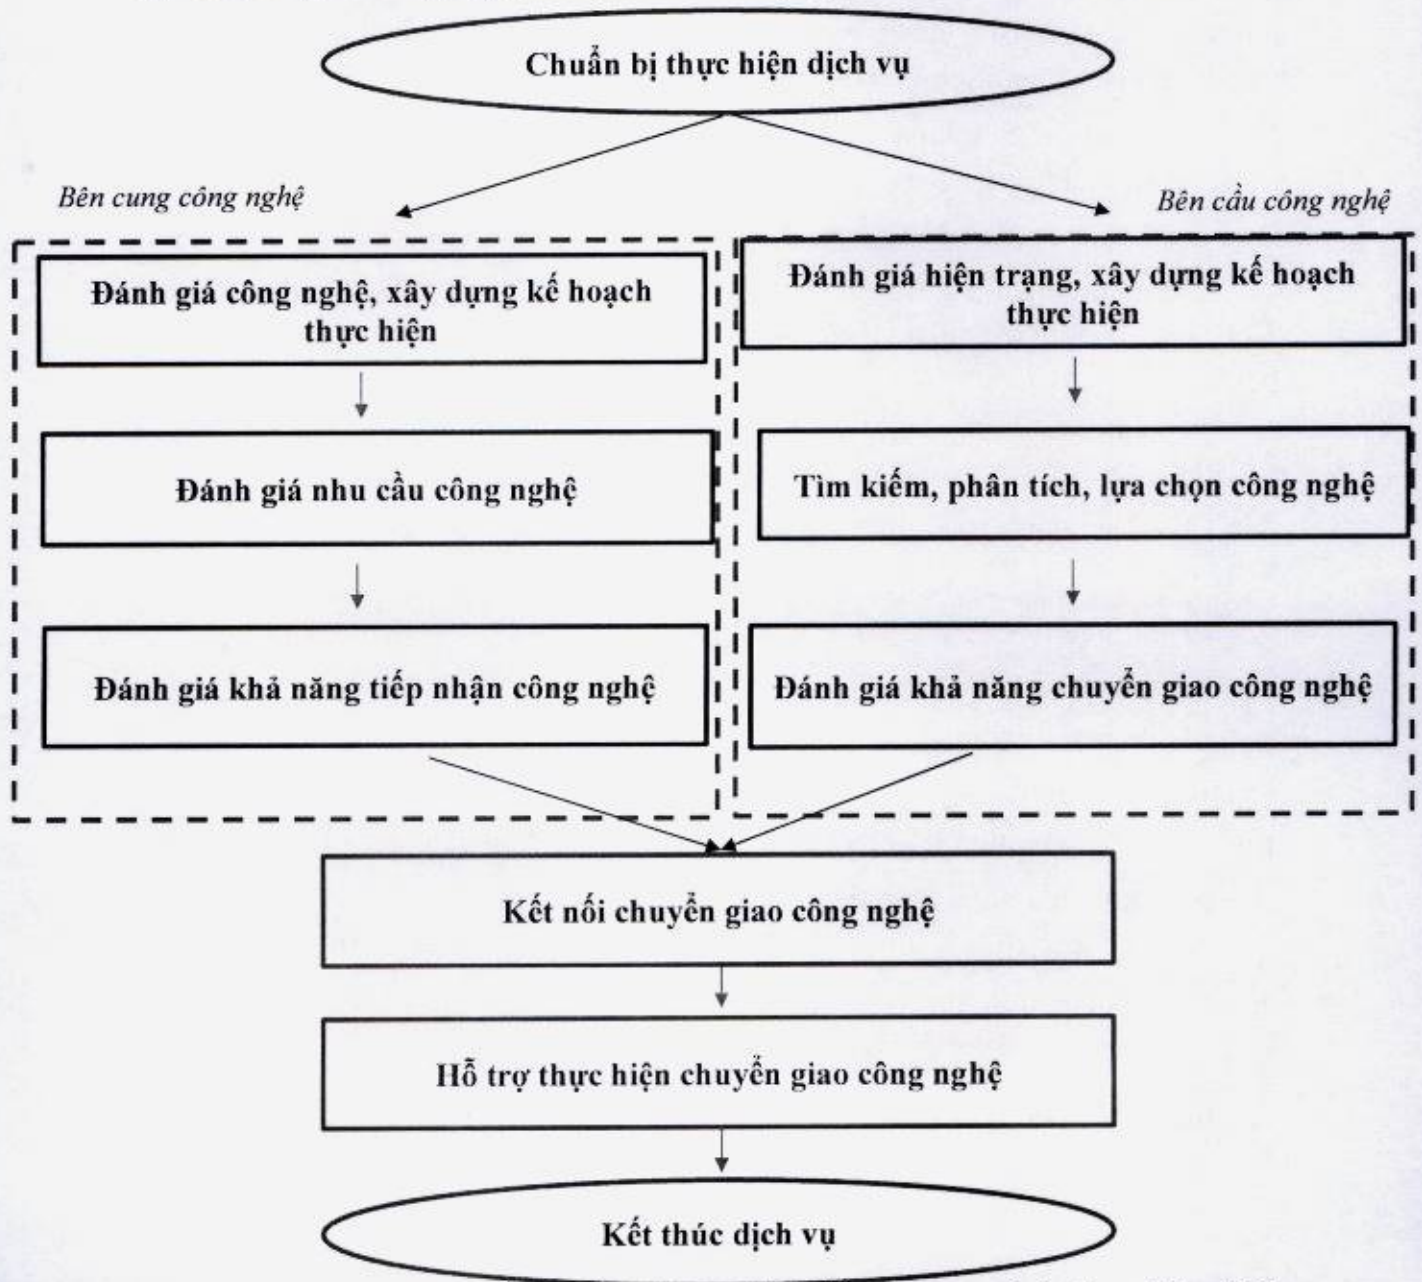 Chuẩn bị thực hiện dịch vụ
Bên cung công nghệ
Bên cầu công nghệ
Đánh giá công nghệ, xây dựng kế hoạch
thực hiện
Đánh giá hiện trạng, xây dựng kế hoạch
thực hiện
Đánh giá nhu cầu công nghệ
Tìm kiếm, phân tích, lựa chọn công nghệ
Đánh giá khả năng tiếp nhận công nghệ
Đánh giá khả năng chuyển giao công nghệ
Kết nối chuyển giao công nghệ
Hỗ trợ thực hiện chuyển giao công nghệ
Kết thúc dịch vụ